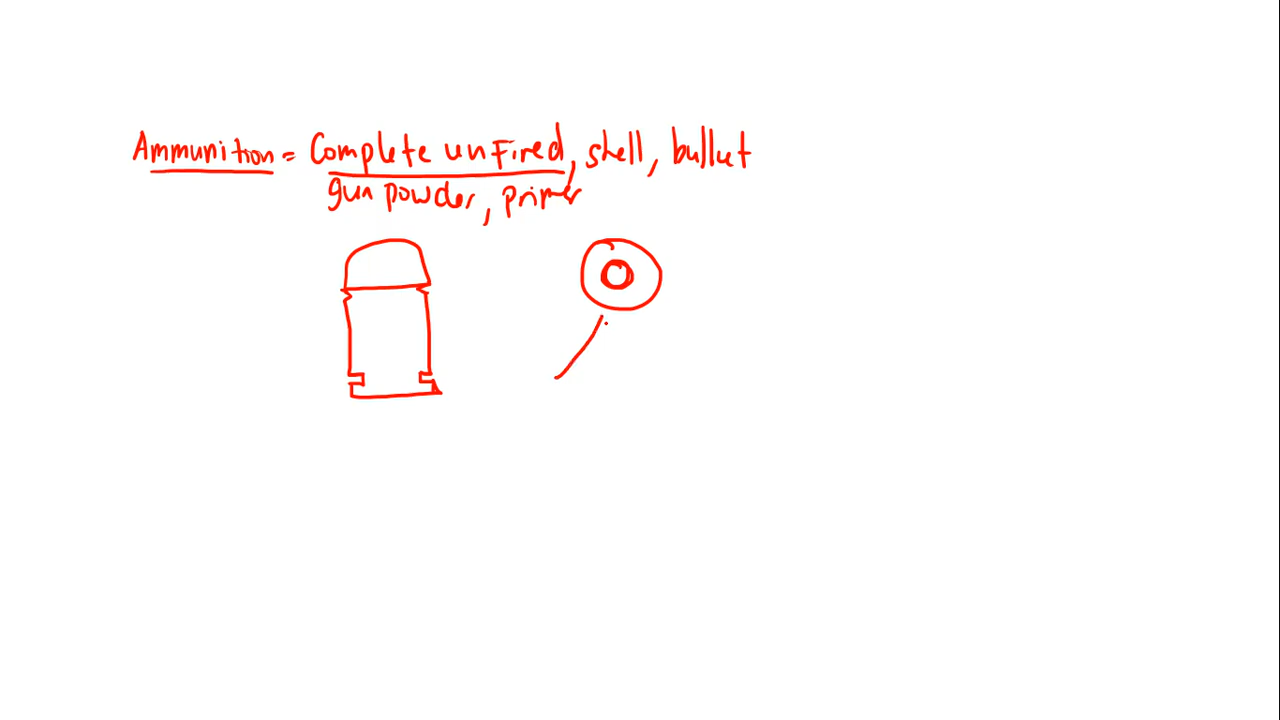 Ammunition = Complete unFired, shell, bullet
gun powder, primer